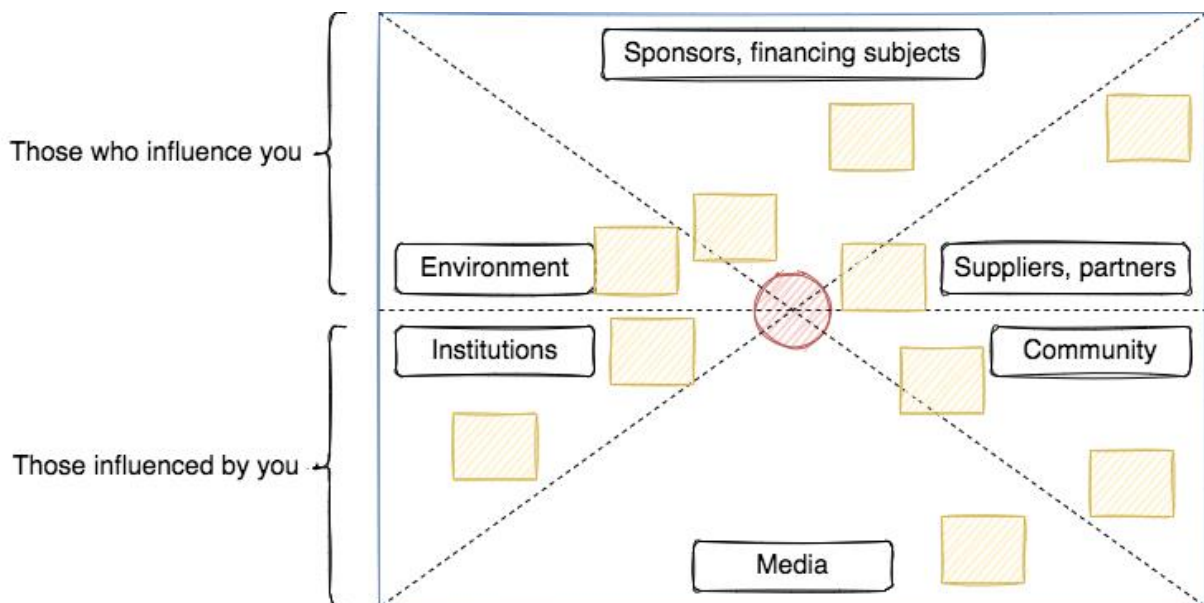 Sponsors, financing subjects
Those who influence you
Environment
Suppliers, partners
Institutions
Community
Those influenced by you
Media